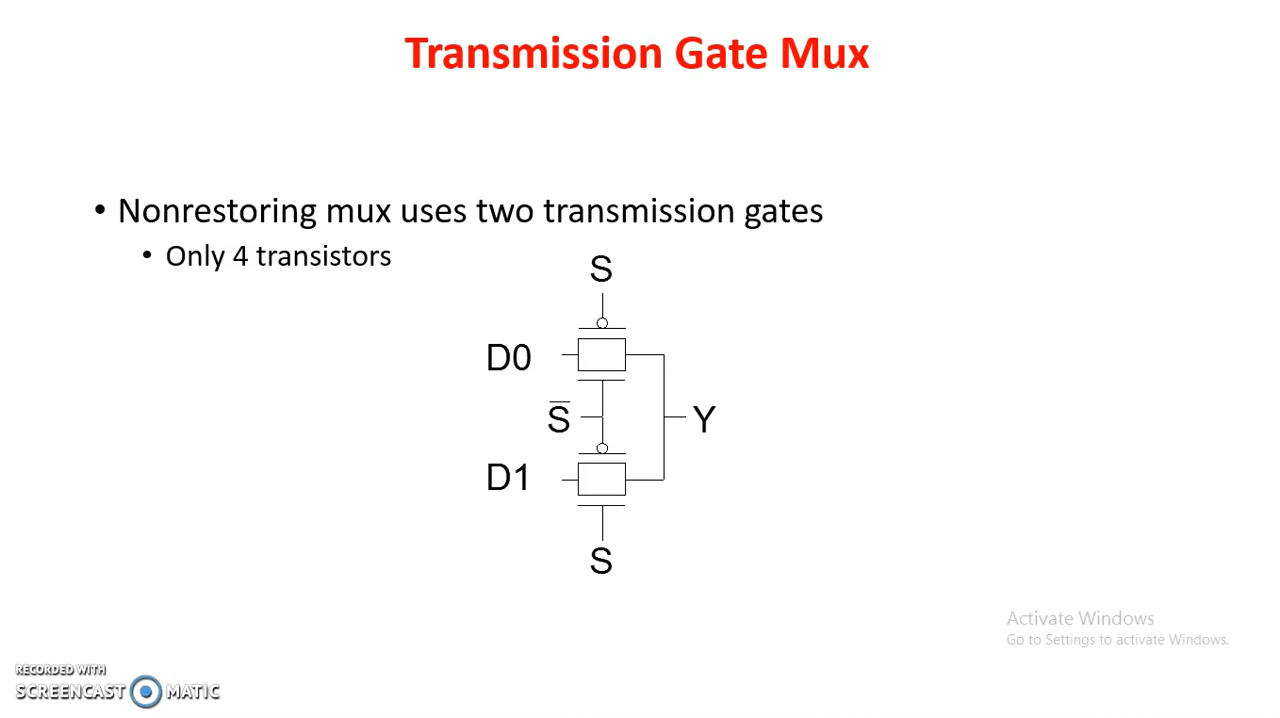 Transmission Gate Mux
• Nonrestoring mux uses two transmission gates
• Only 4 transistors
S
D0
S̅
Y
D1
S
Activate Windows
Go to Settings to activate Windows.
RECORDED WITH
SCREENCAST MATIC